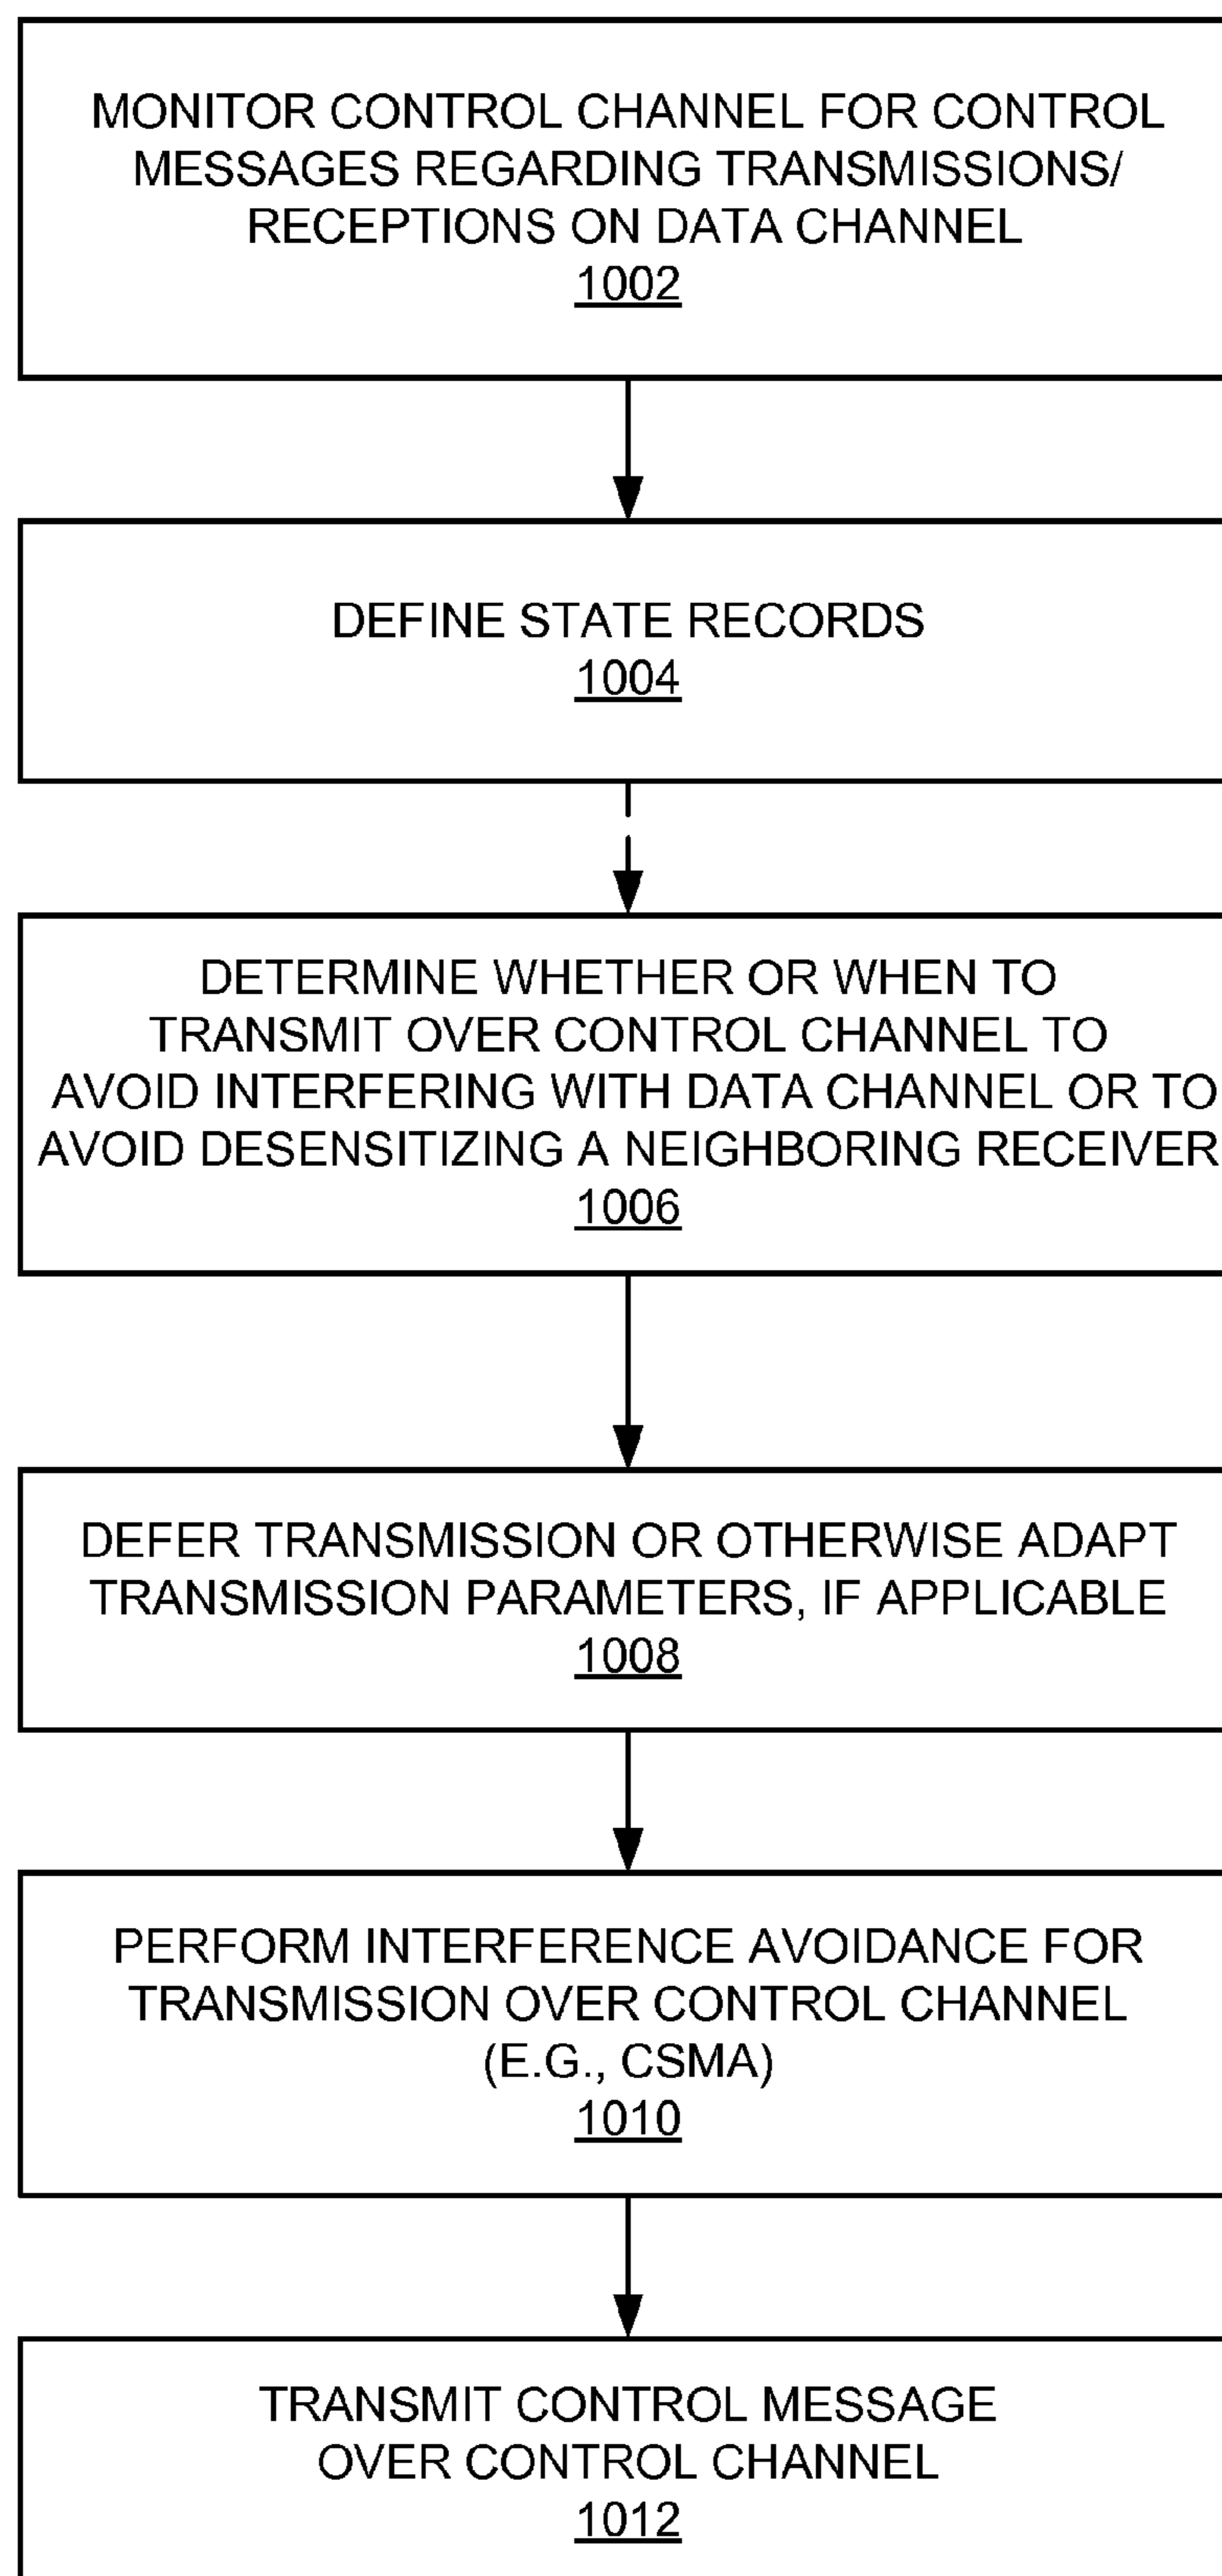 MONITOR CONTROL CHANNEL FOR CONTROL
MESSAGES REGARDING TRANSMISSIONS/
RECEPTIONS ON DATA CHANNEL
1002
DEFINE STATE RECORDS
1004
DETERMINE WHETHER OR WHEN TO
TRANSMIT OVER CONTROL CHANNEL TO
AVOID INTERFERING WITH DATA CHANNEL OR TO
AVOID DESENSITIZING A NEIGHBORING RECEIVER
1006
DEFER TRANSMISSION OR OTHERWISE ADAPT
TRANSMISSION PARAMETERS, IF APPLICABLE
1008
PERFORM INTERFERENCE AVOIDANCE FOR
TRANSMISSION OVER CONTROL CHANNEL
(E.G., CSMA)
1010
TRANSMIT CONTROL MESSAGE
OVER CONTROL CHANNEL
1012